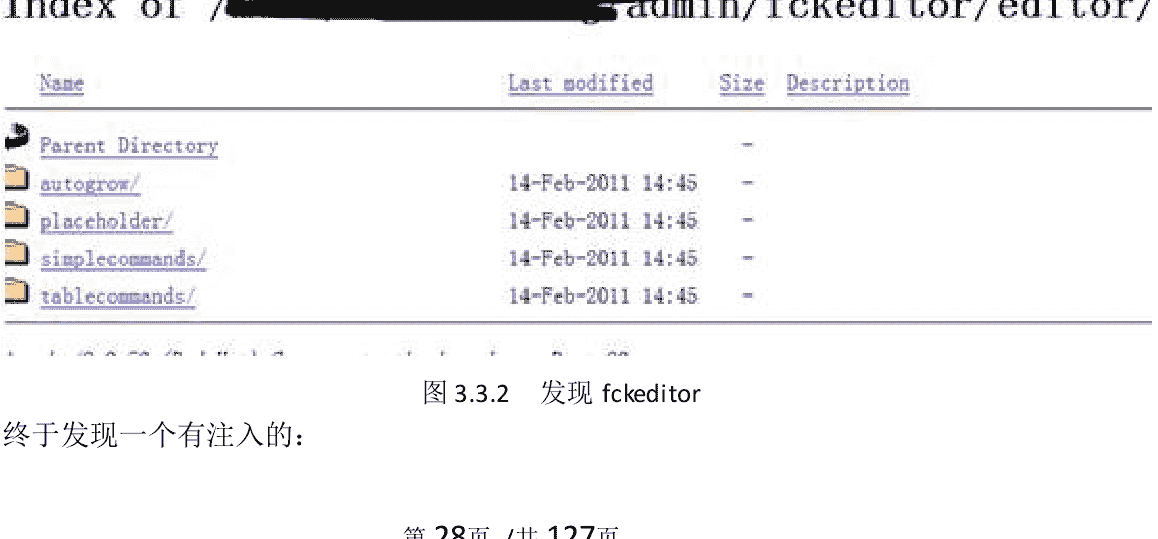 Index of /
admin/fckeditor/editor/
Name Last modified Size Description
Parent Directory -
autogrow/ 14-Feb-2011 14:45 -
placeholder/ 14-Feb-2011 14:45 -
simplecommands/ 14-Feb-2011 14:45 -
tablecommands/ 14-Feb-2011 14:45 -
图 3.3.2 发现 fckeditor
终于发现一个有注入的：
第 28页 /共 127页